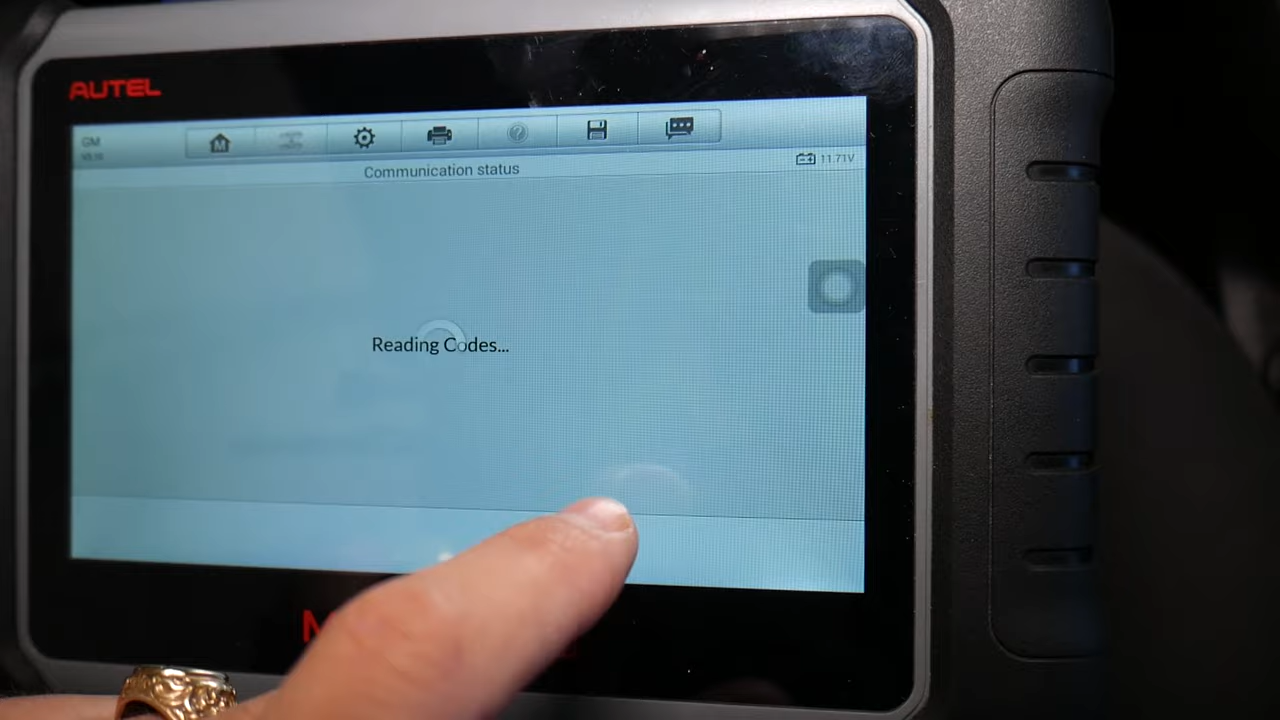 AUTEL
GM
Communication status
11.71V
Reading Codes...
M